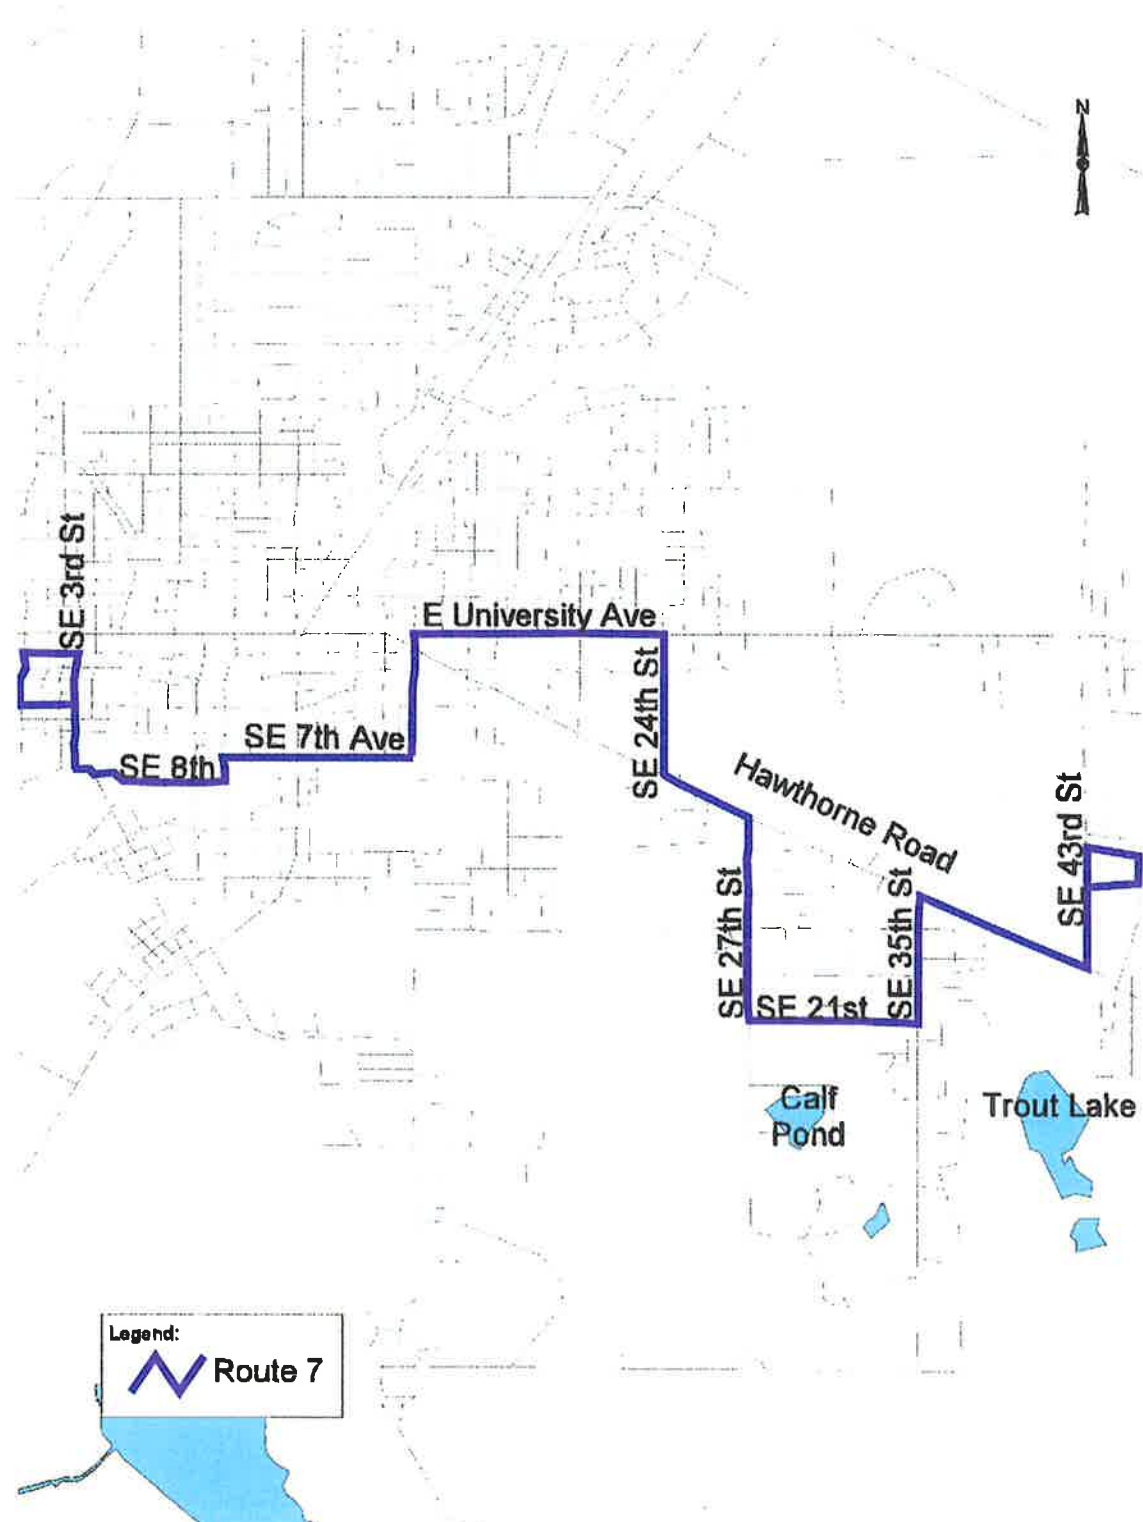 N
SE 3rd St
E University Ave
SE 24th St
SE 7th Ave
SE 8th
Hawthorne Road
SE 43rd St
SE 27th St
SE 35th St
SE 21st
Calf
Pond
Trout Lake
Legend:
Route 7